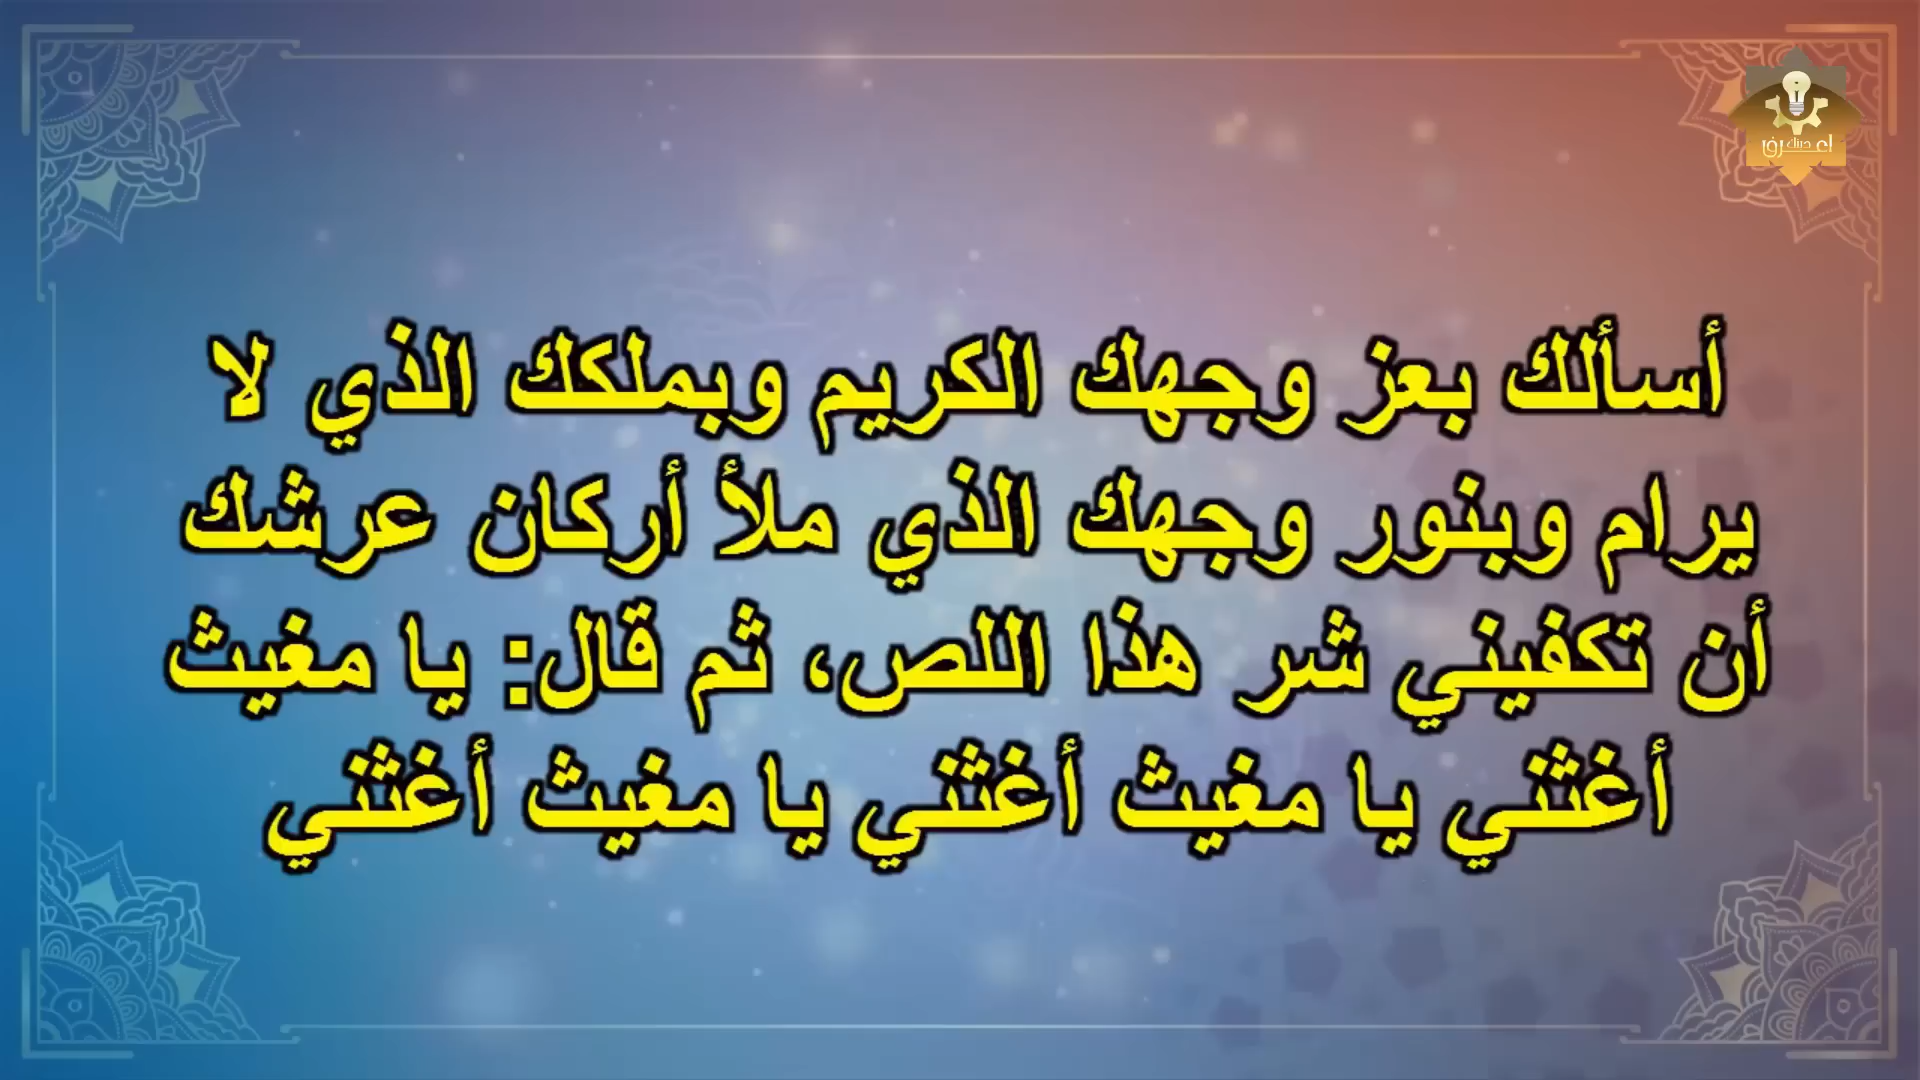 أسألك بعز وجهك الكريم وبملكك الذي لا
يرام وبنور وجهك الذي ملأ أركان عرشك
أن تكفيني شر هذا اللص، ثم قال: يا مغيث
أغثني يا مغيث أغثني يا مغيث أغثني